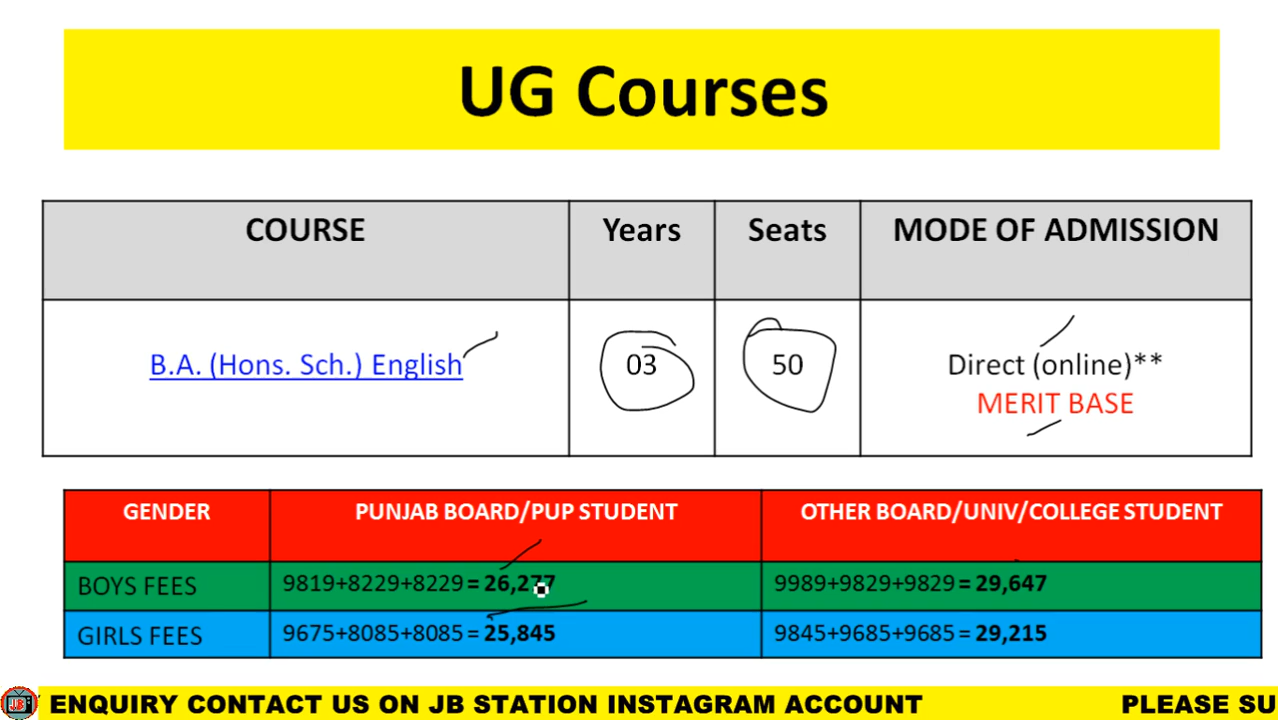 UG Courses
COURSE Years Seats MODE OF ADMISSION
B.A. (Hons. Sch.) English 03 50 Direct (online)**
MERIT BASE
GENDER PUNJAB BOARD/PUP STUDENT OTHER BOARD/UNIV/COLLEGE STUDENT
BOYS FEES 9819+8229+8229 = 26,277 9989+9829+9829 = 29,647
GIRLS FEES 9675+8085+8085 = 25,845 9845+9685+9685 = 29,215
JB ENQUIRY CONTACT US ON JB STATION INSTAGRAM ACCOUNT PLEASE SU